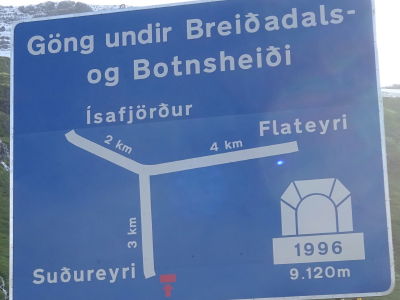 Göng undir Breiðadals-
og Botnsheiði
Ísafjörður
Flateyri
2 km
4 km
3 km
Suðureyri
1996
9.120m